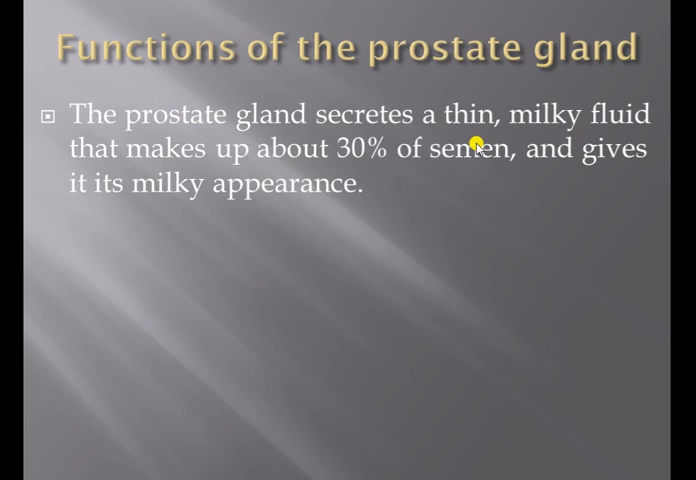 Functions of the prostate gland
The prostate gland secretes a thin, milky fluid
that makes up about 30% of semen, and gives
it its milky appearance.